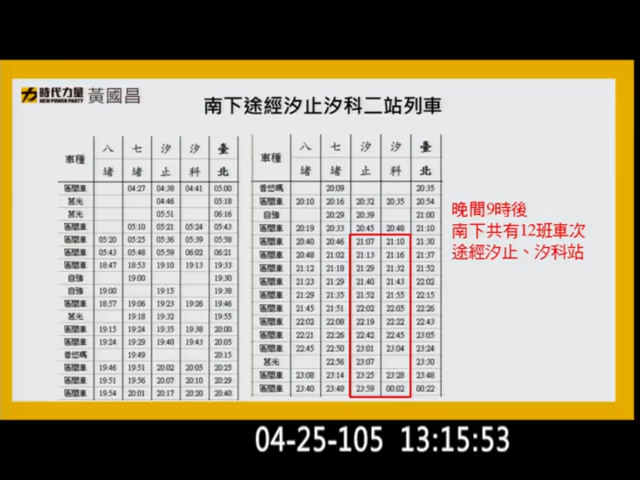 時代力量 黃國昌
NEW POWER PARTY
南下途經汐止汐科二站列車
車種 八堵 七堵 汐止 汐科 臺北
區間車 04:27 04:38 04:41 05:00
莒光 04:46 05:18
莒光 05:51 06:16
區間車 05:10 05:21 05:24 05:43
區間車 05:20 05:25 05:36 05:39 05:58
區間車 05:43 05:48 05:59 06:02 06:21
區間車 18:47 18:53 19:10 19:13 19:33
自強 19:00 19:30
自強 19:00 19:15 19:38
區間車 18:57 19:06 19:23 19:26 19:46
莒光 19:18 19:32 19:55
區間車 19:15 19:24 19:35 19:38 20:00
區間車 19:24 19:29 19:40 19:43 20:05
普悠瑪 19:49 20:15
區間車 19:46 19:51 20:02 20:05 20:25
區間車 19:51 19:56 20:07 20:10 20:29
區間車 19:54 20:01 20:17 20:20 20:40
車種 八堵 七堵 汐止 汐科 臺北
普悠瑪 20:09 20:35
區間車 20:10 20:16 20:32 20:35 20:54
自強 20:29 20:39 21:00
區間車 20:19 20:33 20:45 20:48 21:10
區間車 20:40 20:46 21:07 21:10 21:30
區間車 20:48 21:02 21:13 21:16 21:37
區間車 21:12 21:18 21:29 21:32 21:52
區間車 21:23 21:29 21:40 21:43 22:02
區間車 21:29 21:35 21:52 21:55 22:15
區間車 21:45 21:51 22:02 22:05 22:26
區間車 22:02 22:08 22:19 22:22 22:43
區間車 22:21 22:26 22:42 22:45 23:05
區間車 22:45 22:50 23:01 23:04 23:24
莒光 22:56 23:07 23:30
區間車 23:08 23:14 23:25 23:28 23:48
區間車 23:40 23:48 23:59 00:02 00:22
晚間9時後
南下共有12班車次
途經汐止、汐科站
04-25-105 13:15:53